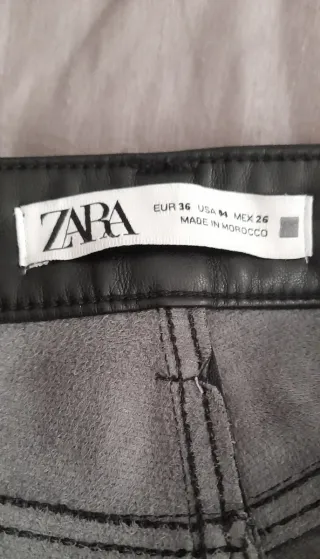 ZARA
EUR 36 USA 04 MEX 26
MADE IN MOROCCO